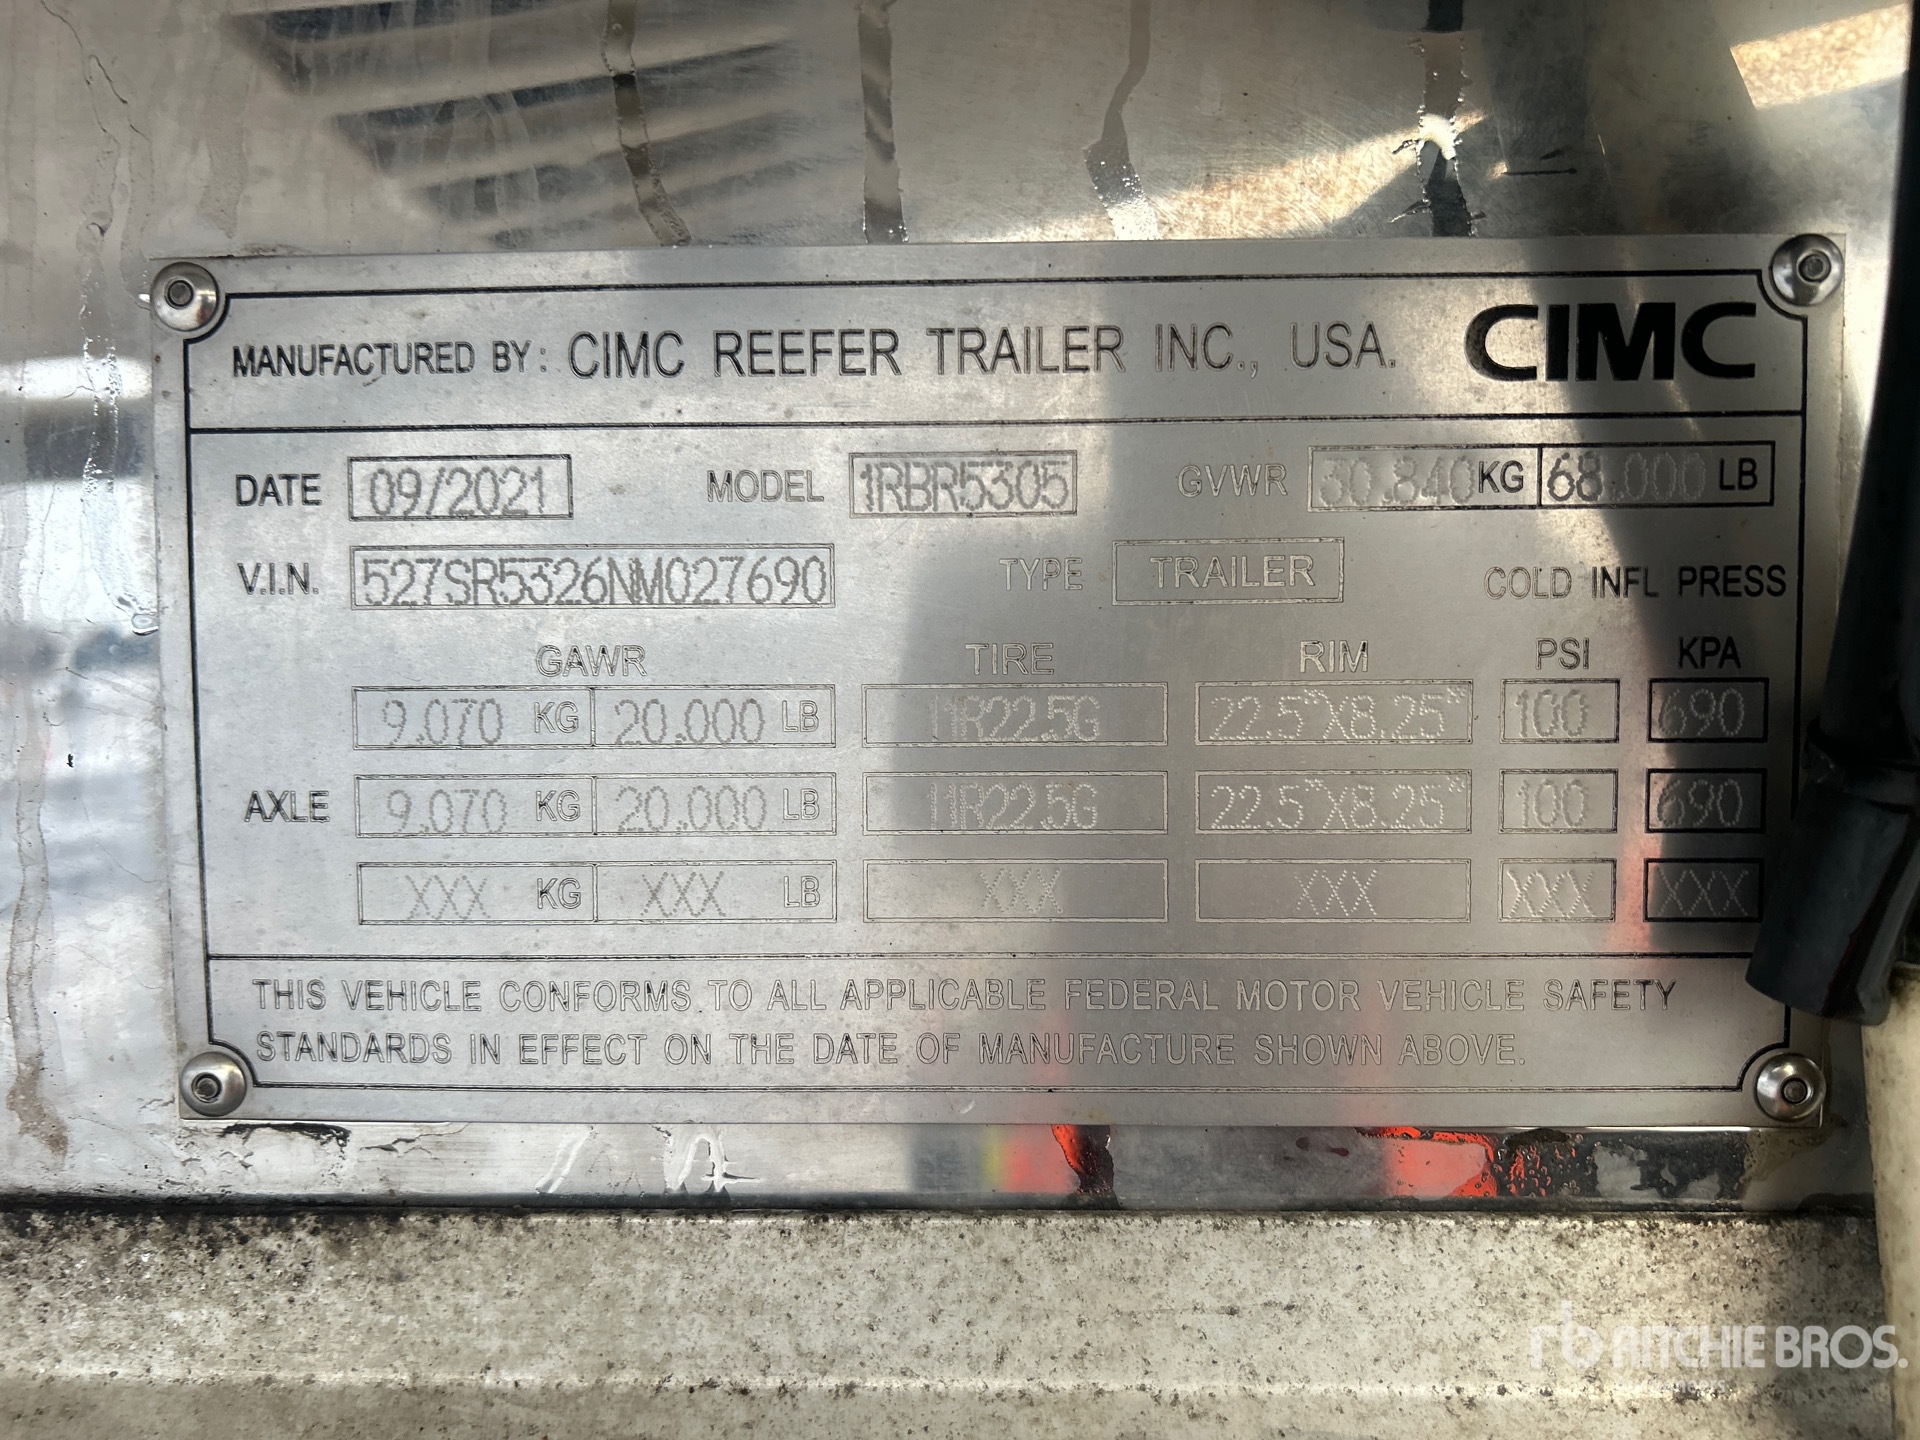 MANUFACTURED BY: CIMC REEFER TRAILER INC., USA. CIMC
DATE 09/2021 MODEL 1RBR5305 GVWR 30.840 KG 68.000 LB
V.I.N. 527SR5326NM027690 TYPE TRAILER COLD INFL PRESS
GAWR TIRE RIM PSI KPA
9.070 KG 20.000 LB 11R22.5G 22.5"X8.25" 100 690
AXLE 9.070 KG 20.000 LB 11R22.5G 22.5"X8.25" 100 690
XXX KG XXX LB XXX XXX XXX XXX
THIS VEHICLE CONFORMS TO ALL APPLICABLE FEDERAL MOTOR VEHICLE SAFETY
STANDARDS IN EFFECT ON THE DATE OF MANUFACTURE SHOWN ABOVE.
rb RITCHIE BROS.